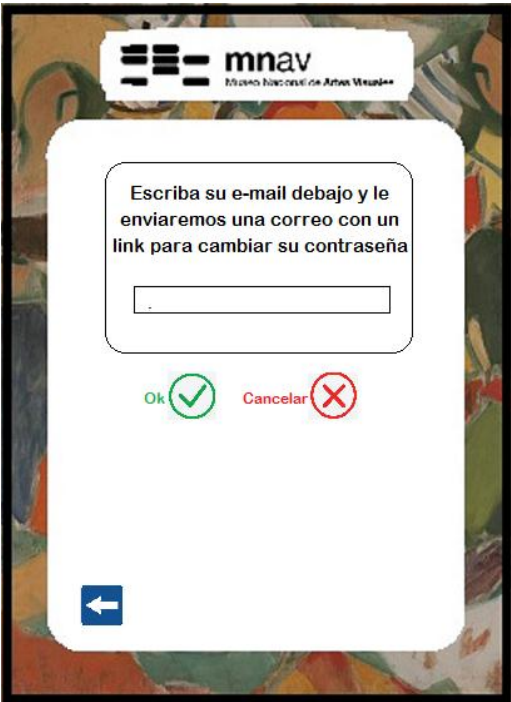 mnav
Museo Nacional de Artes Visuales
Escriba su e-mail debajo y le
enviaremos una correo con un
link para cambiar su contraseña
Ok
Cancelar